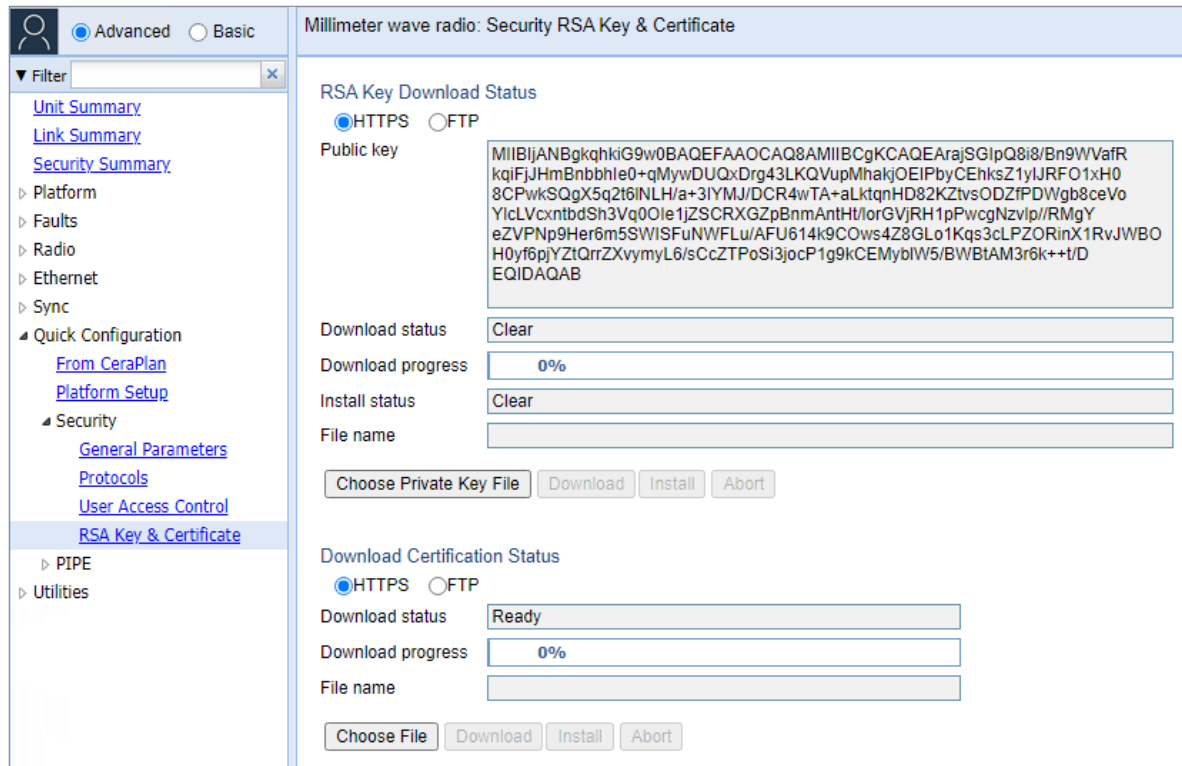 Advanced Basic
Millimeter wave radio: Security RSA Key & Certificate
Filter
Unit Summary
Link Summary
Security Summary
Platform
Faults
Radio
Ethernet
Sync
Quick Configuration
From CeraPlan
Platform Setup
Security
General Parameters
Protocols
User Access Control
RSA Key & Certificate
PIPE
Utilities
RSA Key Download Status
HTTPS FTP
Public key
MIIBIjANBgkqhkiG9w0BAQEFAAOCAQ8AMIIBCgKCAQEArajSGIpQ8i8/Bn9WVafR
kqiFjJHmBnbbhIe0+qMywDUQxDrg43LKQVupMhakjOEIPbyCEhksZ1yIJRFO1xH0
8CPwkSQgX5q2t6INLH/a+3IYMJ/DCR4wTA+aLktqnHD82KZtvsODZfPDWgb8ceVo
YIcLVcxntbdSh3Vq0OIe1jZSCRXGZpBnmAntHt/IorGVjRH1pPwcgNzvIp//RMgY
eZVPNp9Her6m5SWISFuNWFLu/AFU614k9COws4Z8GLo1Kqs3cLPZORinX1RvJWBO
H0yf6pjYZtQrrZXvymyL6/sCcZTPoSi3jocP1g9kCEMyblW5/BWBtAM3r6k++t/D
EQIDAQAB
Download status Clear
Download progress 0%
Install status Clear
File name
Choose Private Key File Download Install Abort
Download Certification Status
HTTPS FTP
Download status Ready
Download progress 0%
File name
Choose File Download Install Abort